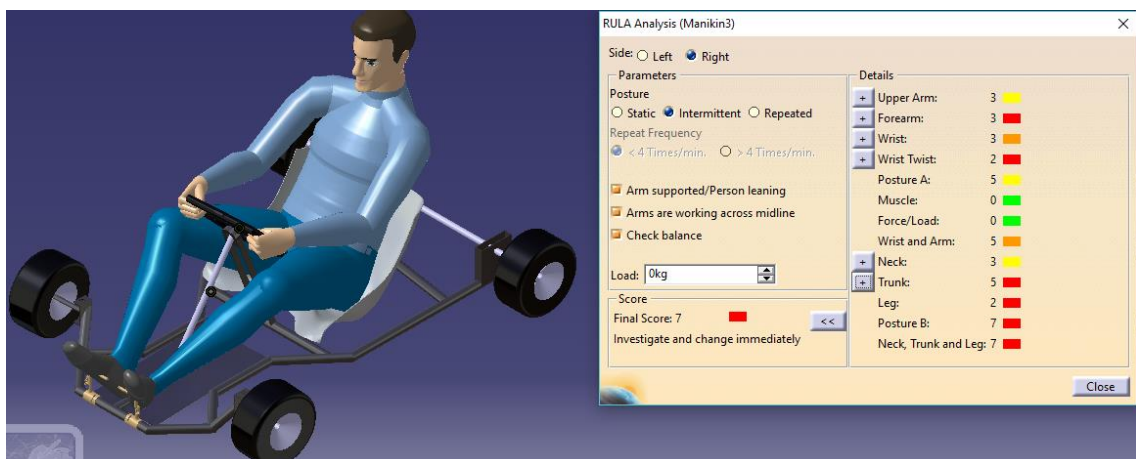 RULA Analysis (Manikin3)
Side: Left Right
Parameters
Posture
Static Intermittent Repeated
Repeat Frequency
< 4 Times/min. > 4 Times/min.
Arm supported/Person leaning
Arms are working across midline
Check balance
Load: 0kg
Score
Final Score: 7
<<
Investigate and change immediately
Details
+ Upper Arm: 3
+ Forearm: 3
+ Wrist: 3
+ Wrist Twist: 2
Posture A: 5
Muscle: 0
Force/Load: 0
Wrist and Arm: 5
+ Neck: 3
+ Trunk: 5
Leg: 2
Posture B: 7
Neck, Trunk and Leg: 7
Close